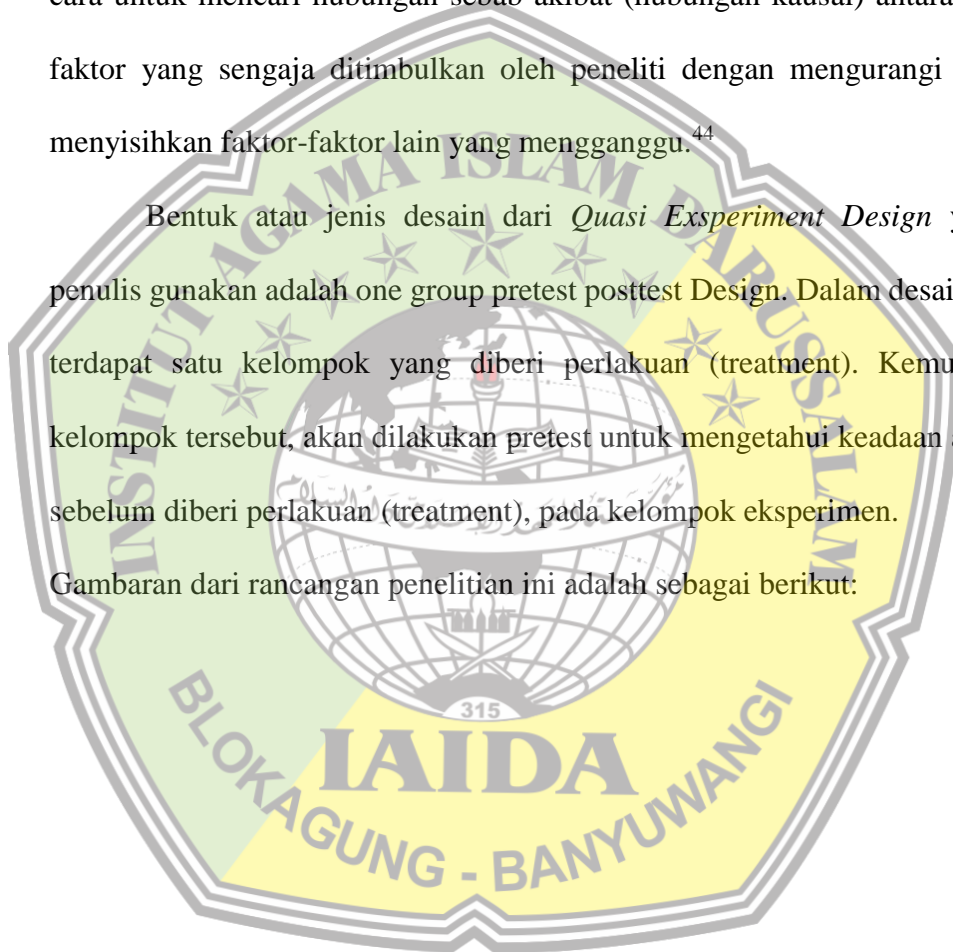 cara untuk mencari hubungan sebab akibat (hubungan kausal) antara
faktor yang sengaja ditimbulkan oleh peneliti dengan mengurangi
menyisihkan faktor-faktor lain yang mengganggu.44
Bentuk atau jenis desain dari Quasi Exsperiment Design
penulis gunakan adalah one group pretest posttest Design. Dalam
terdapat satu kelompok yang diberi perlakuan (treatment).
kelompok tersebut, akan dilakukan pretest untuk mengetahui keadaan
sebelum diberi perlakuan (treatment), pada kelompok eksperimen.
Gambaran dari rancangan penelitian ini adalah sebagai berikut:
INSTITUT AGAMA ISLAM DARUSSALAM
315
IAIDA
BLOKAGUNG - BANYUWANGI